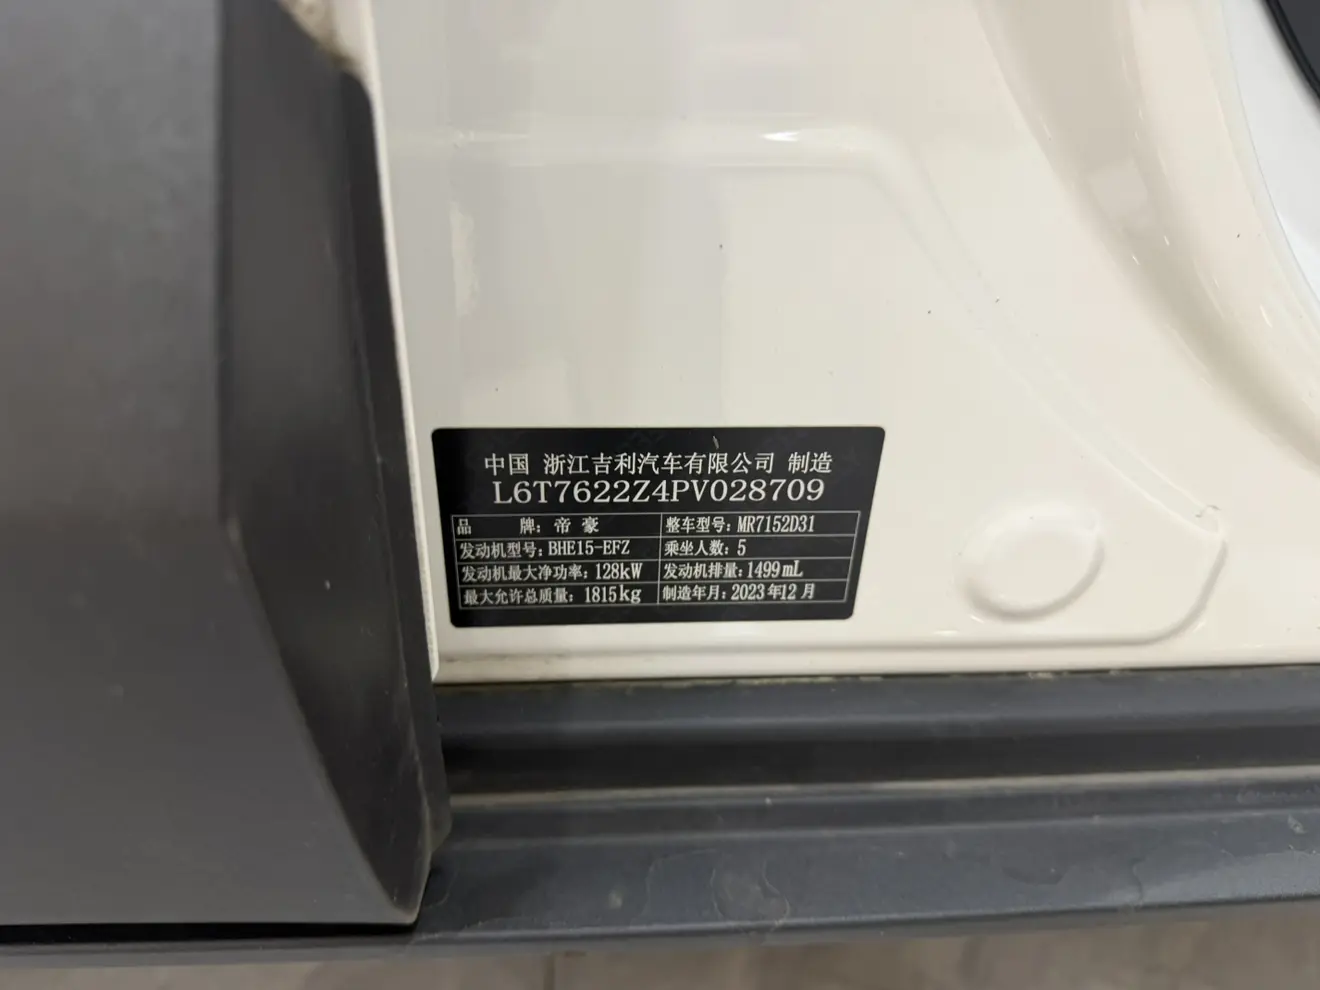 中国 浙江吉利汽车有限公司 制造
L6T7622Z4PV028709
品 牌：帝豪 整车型号：MR7152D31
发动机型号：BHE15-EFZ 乘坐人数：5
发动机最大净功率：128kW 发动机排量：1499mL
最大允许总质量：1815kg 制造年月：2023年12月